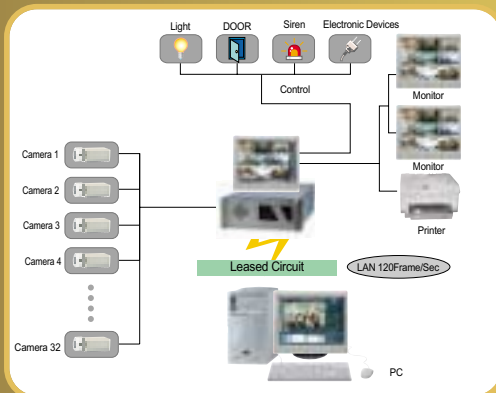 Light
DOOR
Siren
Electronic Devices
Control
Monitor
Monitor
Printer
Camera 1
Camera 2
Camera 3
Camera 4
Camera 32
Leased Circuit
LAN 120Frame/Sec
PC